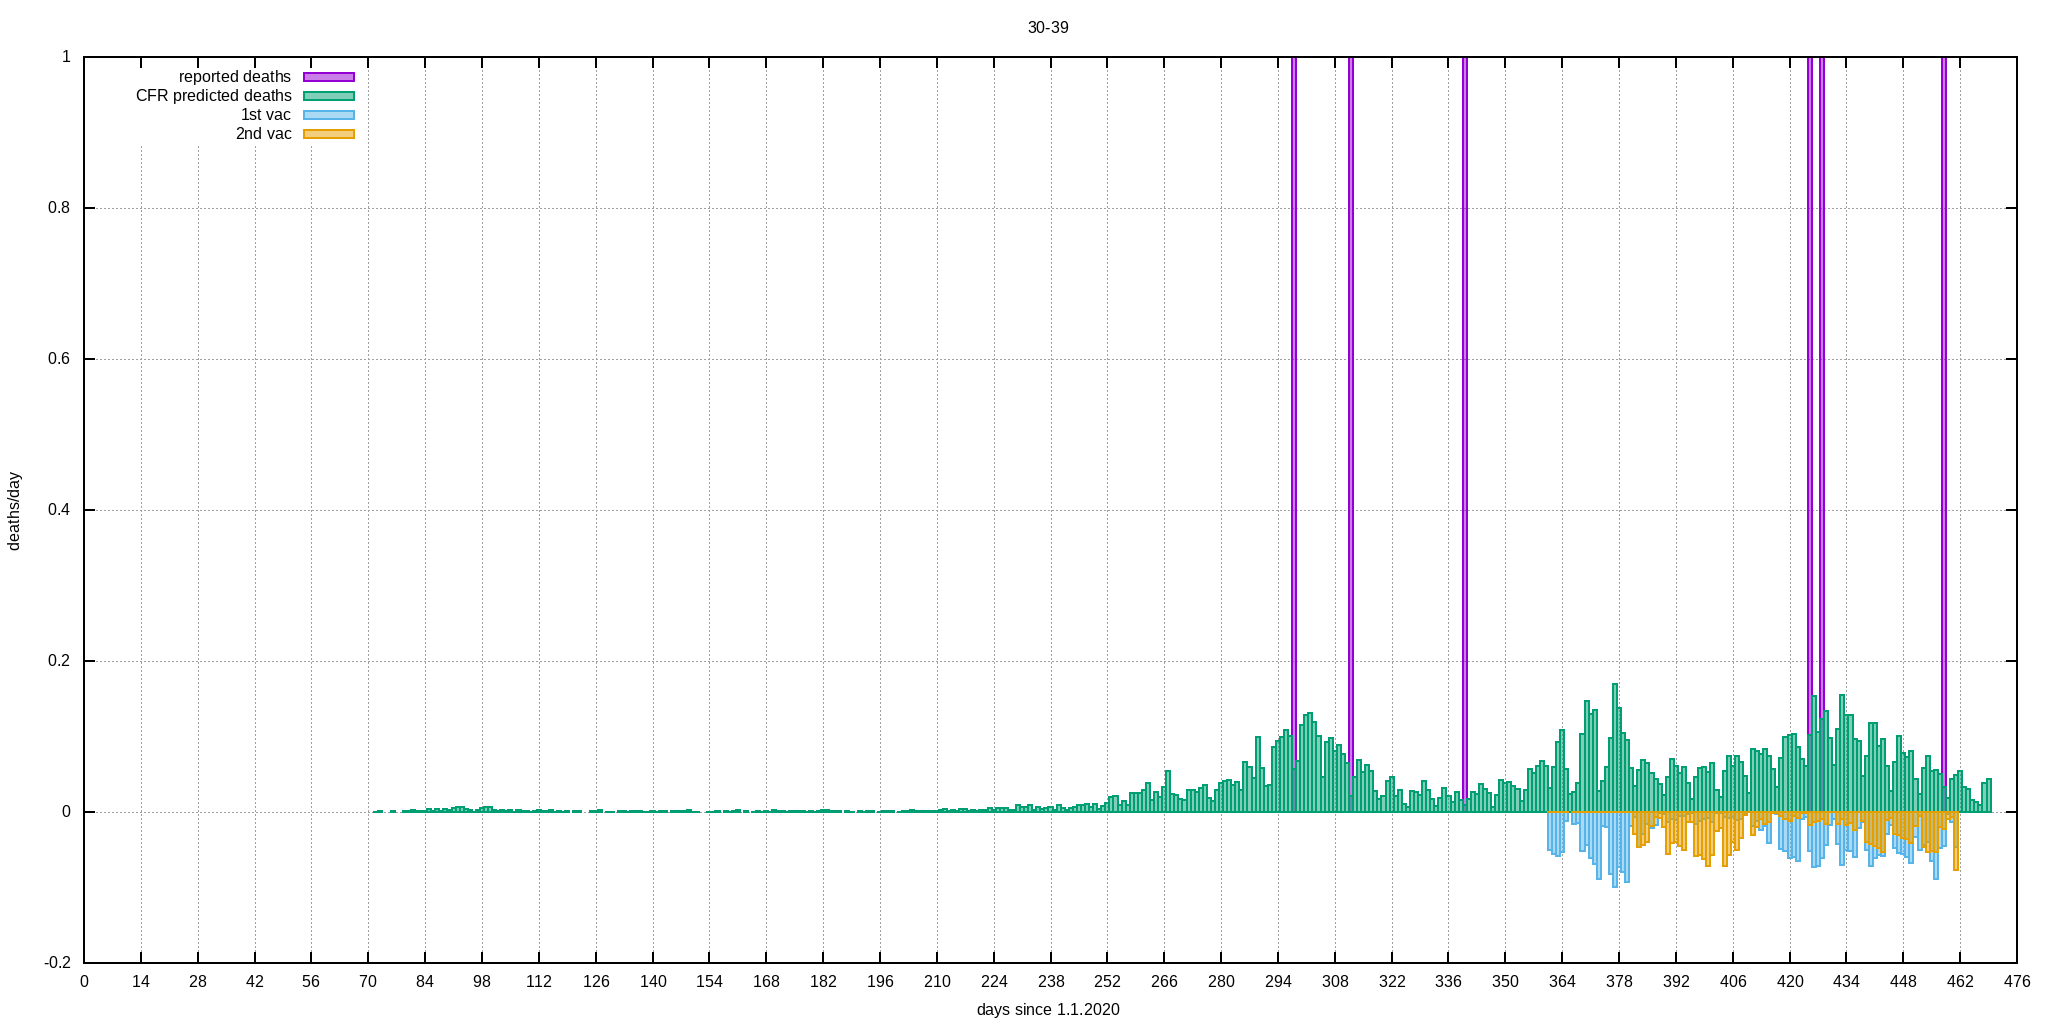 30-39
reported deaths
CFR predicted deaths
1st vac
2nd vac
1
0.8
0.6
0.4
0.2
0
-0.2
deaths/day
0 14 28 42 56 70 84 98 112 126 140 154 168 182 196 210 224 238 252 266 280 294 308 322 336 350 364 378 392 406 420 434 448 462 476
days since 1.1.2020